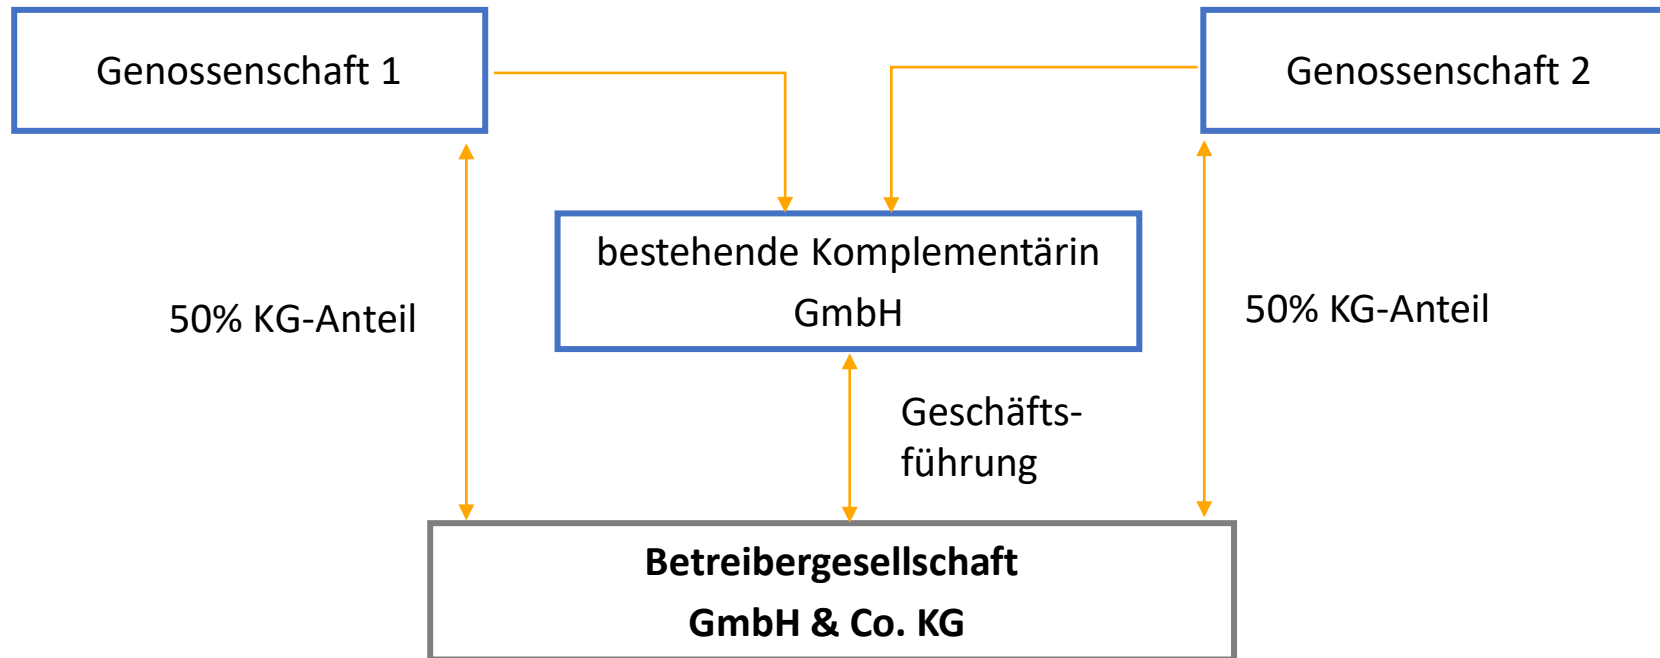 Genossenschaft 1
Genossenschaft 2
bestehende Komplementärin
GmbH
50% KG-Anteil
50% KG-Anteil
Geschäfts-
führung
Betreibergesellschaft
GmbH & Co. KG